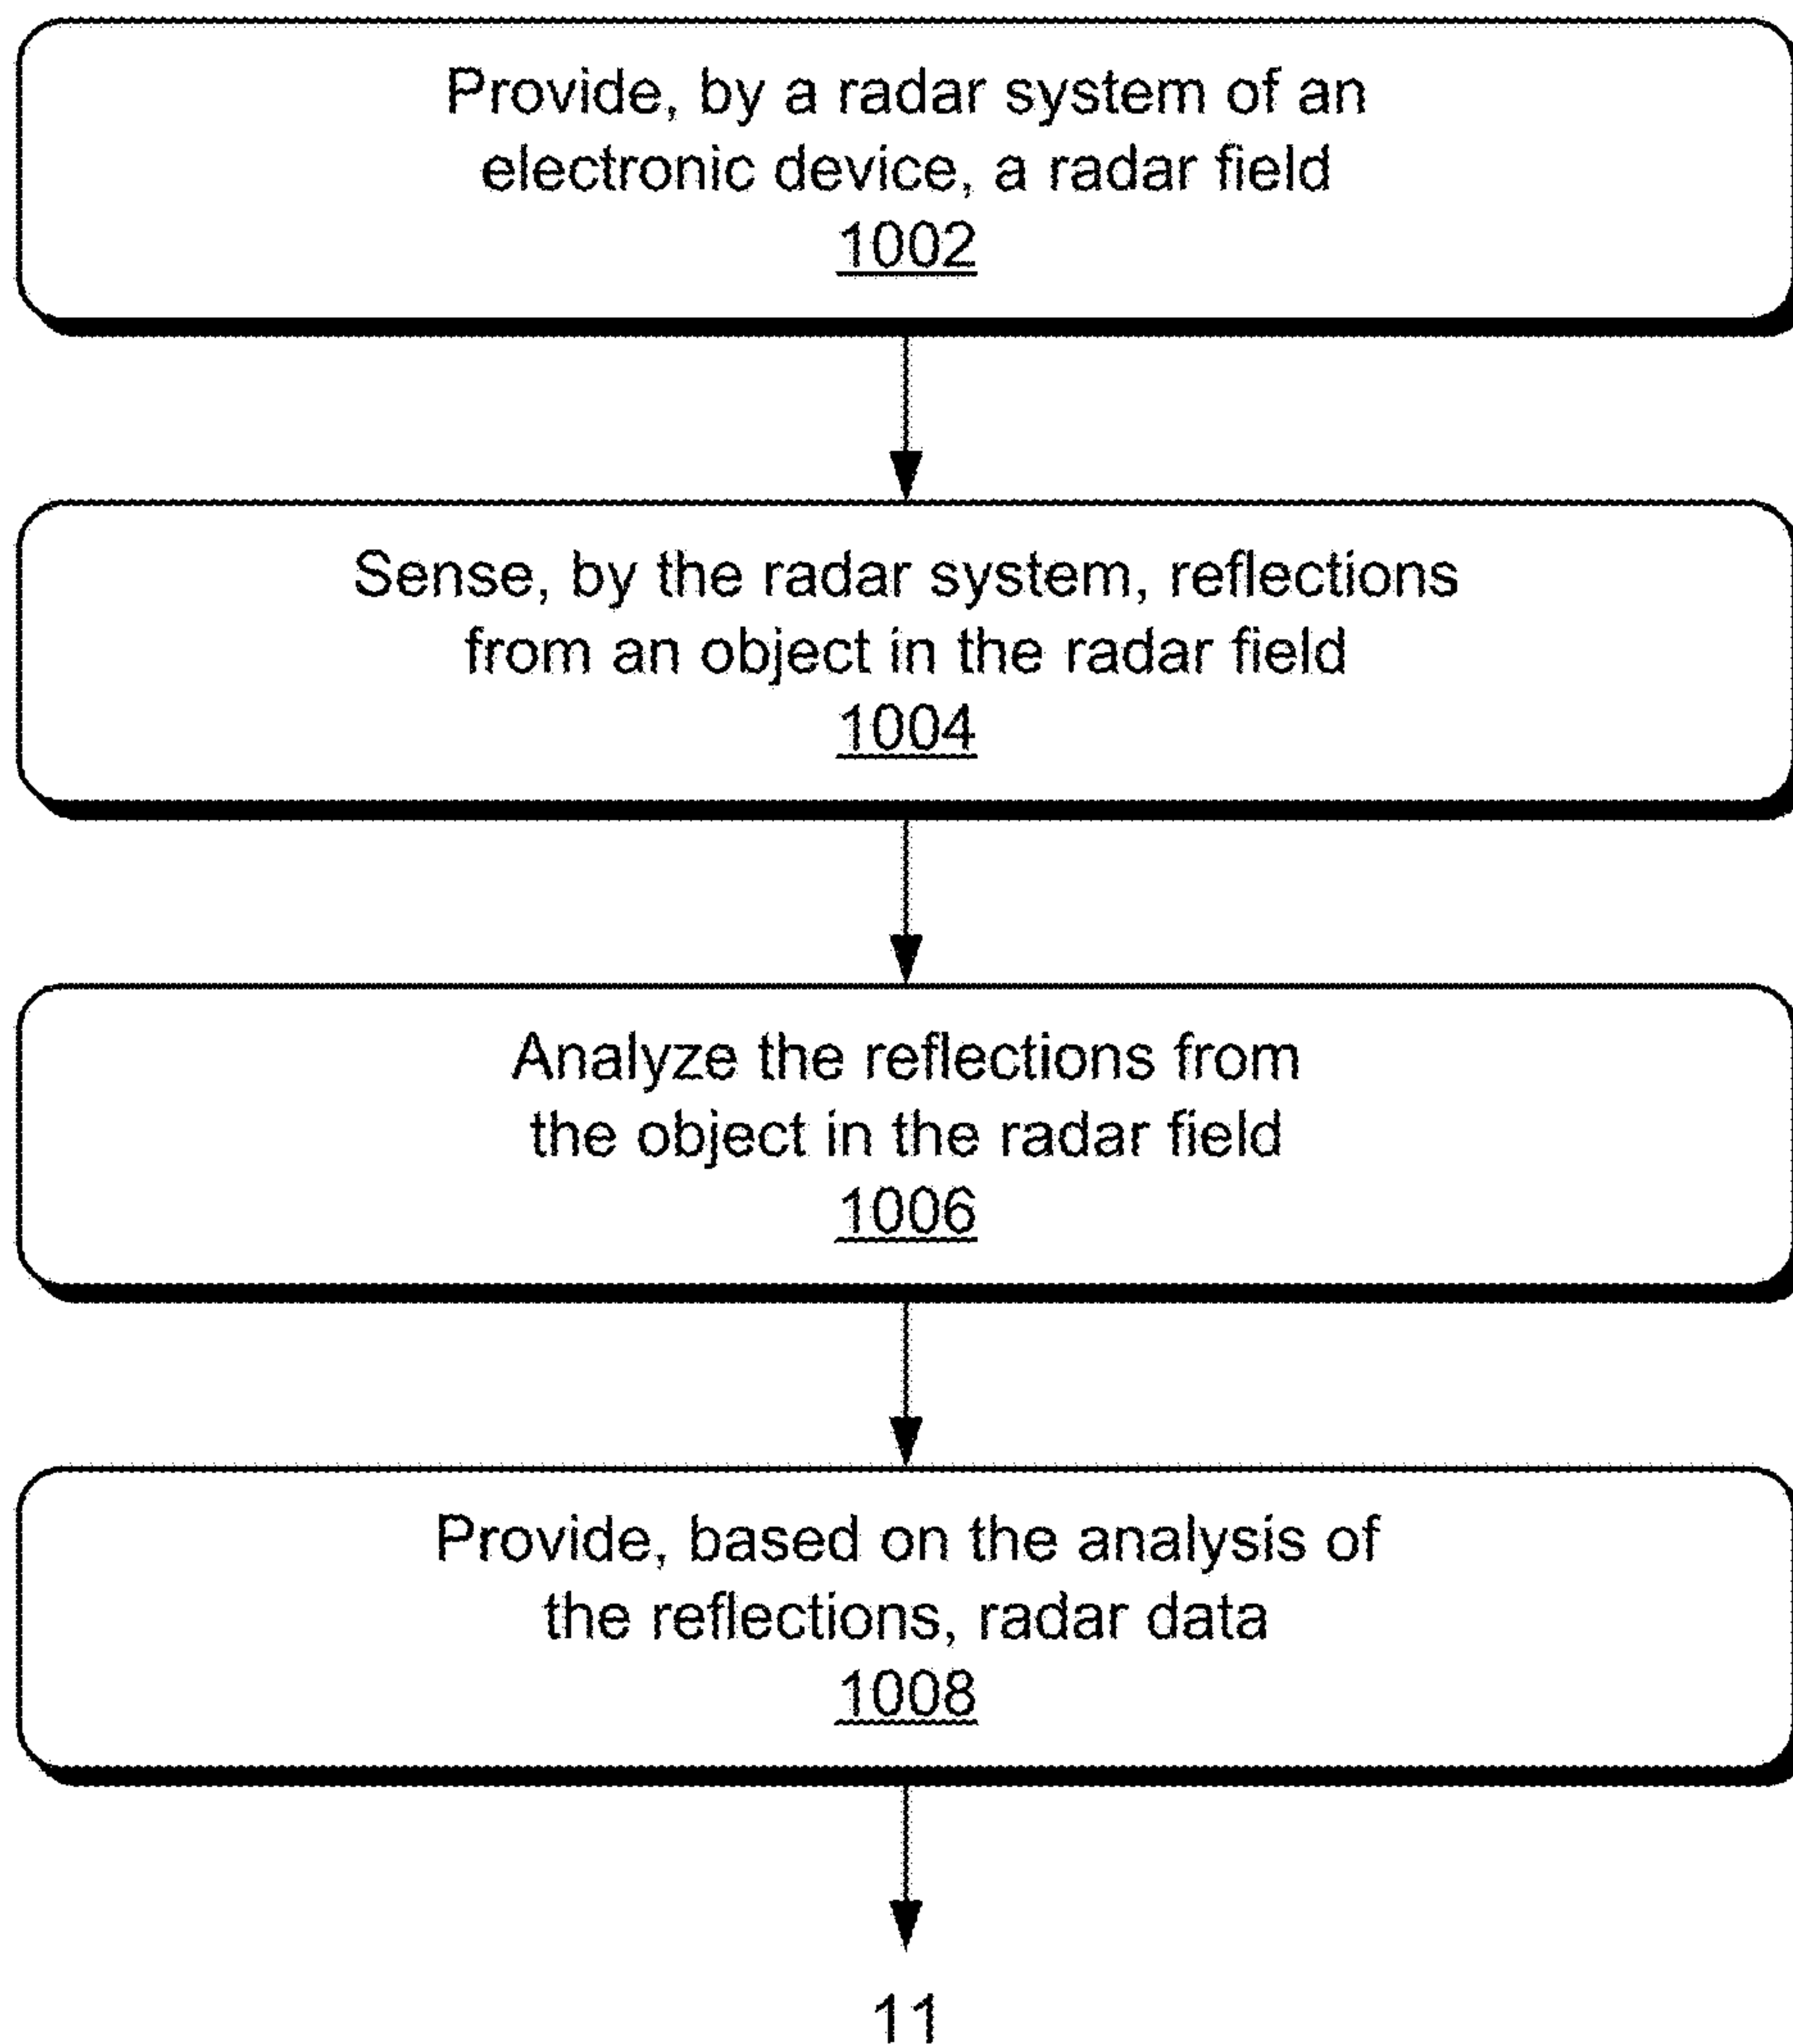 Provide, by a radar system of an
electronic device, a radar field
1002
Sense, by the radar system, reflections
from an object in the radar field
1004
Analyze the reflections from
the object in the radar field
1006
Provide, based on the analysis of
the reflections, radar data
1008
11